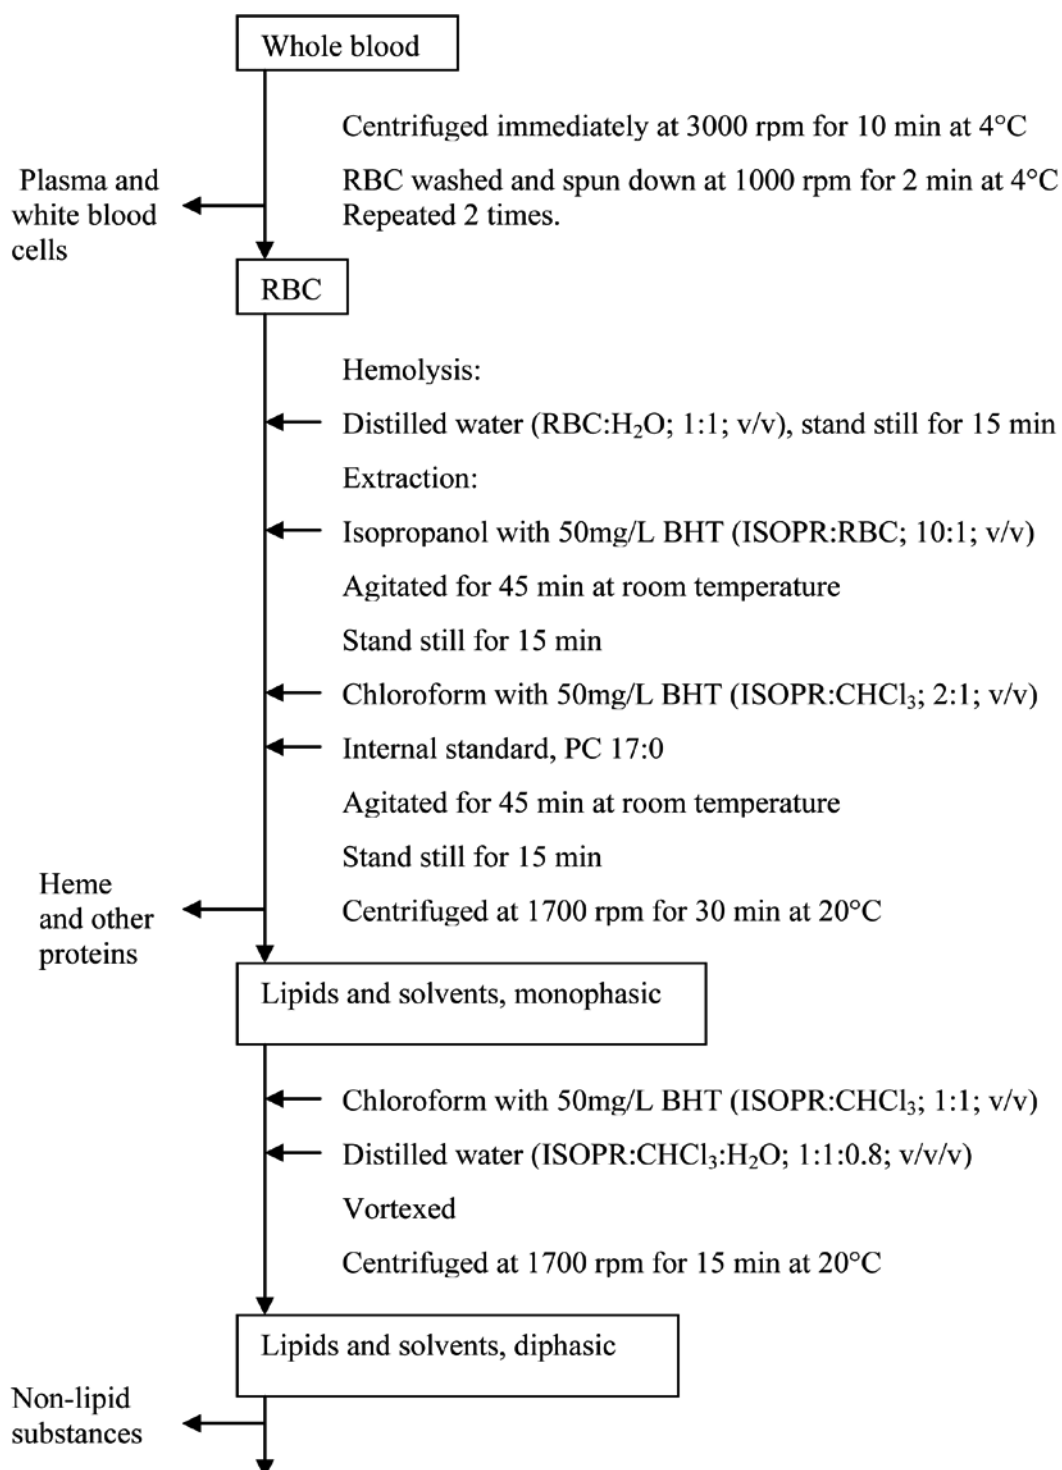 Whole blood
Centrifuged immediately at 3000 rpm for 10 min at 4°C
Plasma and
white blood
cells
RBC washed and spun down at 1000 rpm for 2 min at 4°C
Repeated 2 times.
RBC
Hemolysis:
Distilled water (RBC:H₂O; 1:1; v/v), stand still for 15 min
Extraction:
Isopropanol with 50mg/L BHT (ISOPR:RBC; 10:1; v/v)
Agitated for 45 min at room temperature
Stand still for 15 min
Chloroform with 50mg/L BHT (ISOPR:CHCl₃; 2:1; v/v)
Internal standard, PC 17:0
Agitated for 45 min at room temperature
Stand still for 15 min
Heme
and other
proteins
Centrifuged at 1700 rpm for 30 min at 20°C
Lipids and solvents, monophasic
Chloroform with 50mg/L BHT (ISOPR:CHCl₃; 1:1; v/v)
Distilled water (ISOPR:CHCl₃:H₂O; 1:1:0.8; v/v/v)
Vortexed
Centrifuged at 1700 rpm for 15 min at 20°C
Lipids and solvents, diphasic
Non-lipid
substances